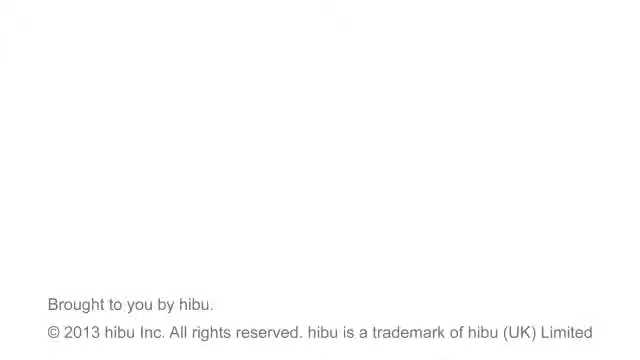 Brought to you by hibu.
© 2013 hibu Inc. All rights reserved. hibu is a trademark of hibu (UK) Limited